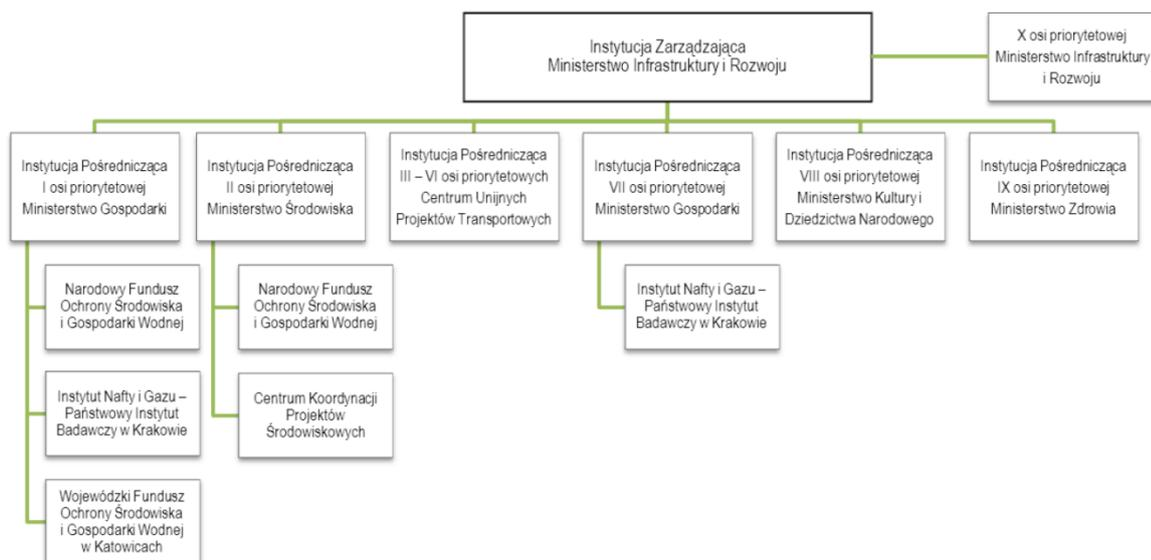 Instytucja Zarządzająca
Ministerstwo Infrastruktury i Rozwoju
X osi priorytetowej
Ministerstwo Infrastruktury
i Rozwoju
Instytucja Pośrednicząca
I osi priorytetowej
Ministerstwo Gospodarki
Instytucja Pośrednicząca
II osi priorytetowej
Ministerstwo Środowiska
Instytucja Pośrednicząca
III – VI osi priorytetowych
Centrum Unijnych
Projektów Transportowych
Instytucja Pośrednicząca
VII osi priorytetowej
Ministerstwo Gospodarki
Instytucja Pośrednicząca
VIII osi priorytetowej
Ministerstwo Kultury i
Dziedzictwa Narodowego
Instytucja Pośrednicząca
IX osi priorytetowej
Ministerstwo Zdrowia
Narodowy Fundusz
Ochrony Środowiska
i Gospodarki Wodnej
Instytut Nafty i Gazu –
Państwowy Instytut
Badawczy w Krakowie
Wojewódzki Fundusz
Ochrony Środowiska
i Gospodarki Wodnej
w Katowicach
Narodowy Fundusz
Ochrony Środowiska
i Gospodarki Wodnej
Centrum Koordynacji
Projektów
Środowiskowych
Instytut Nafty i Gazu –
Państwowy Instytut
Badawczy w Krakowie